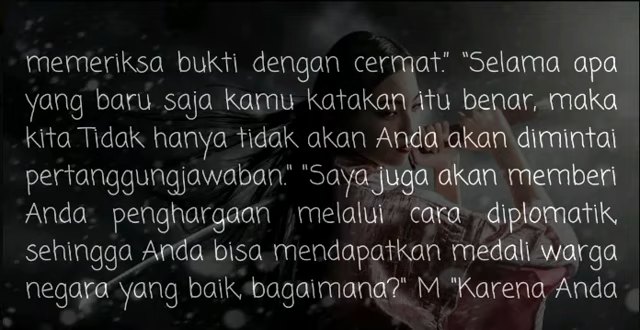 memeriksa bukti dengan cermat." "Selama apa
yang baru saja kamu katakan itu benar, maka
kita Tidak hanya tidak akan Anda akan dimintai
pertanggungjawaban." "Saya juga akan memberi
Anda penghargaan melalui cara diplomatik,
sehingga Anda bisa mendapatkan medali warga
negara yang baik, bagaimana?" M "Karena Anda